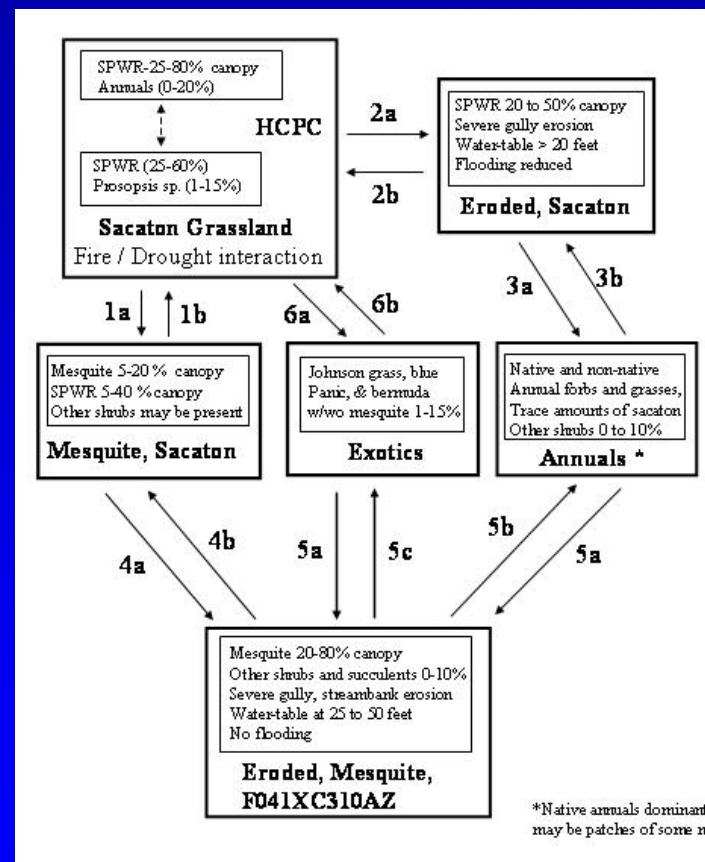 SPWR-25-80% canopy
Annuals (0-20%)
HCPC
SPWR (25-60%)
Prosopsis sp. (1-15%)
Sacaton Grassland
Fire / Drought interaction
2a
2b
SPWR 20 to 50% canopy
Severe gully erosion
Water-table > 20 feet
Flooding reduced
Eroded, Sacaton
1a
1b
6a
6b
3a
3b
Mesquite 5-20 % canopy
SPWR 5-40 % canopy
Other shrubs may be present
Mesquite, Sacaton
Johnson grass, blue
Panic, & bermuda
w/wo mesquite 1-15%
Exotics
Native and non-native
Annual forbs and grasses,
Trace amounts of sacaton
Other shrubs 0 to 10%
Annuals *
4a
4b
5a
5c
5b
5a
Mesquite 20-80% canopy
Other shrubs and succulents 0-10%
Severe gully, streambank erosion
Water-table at 25 to 50 feet
No flooding
Eroded, Mesquite,
F041XC310AZ
*Native annuals dominant
may be patches of some